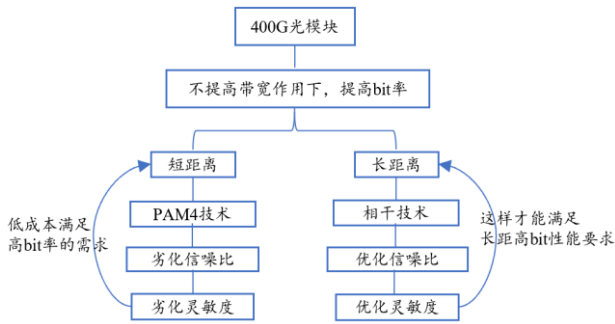 400G光模块
不提高带宽作用下，提高bit率
短距离
长距离
PAM4技术
相干技术
低成本满足
高bit率的需求
这样才能满足
长距高bit性能要求
劣化信噪比
优化信噪比
劣化灵敏度
优化灵敏度